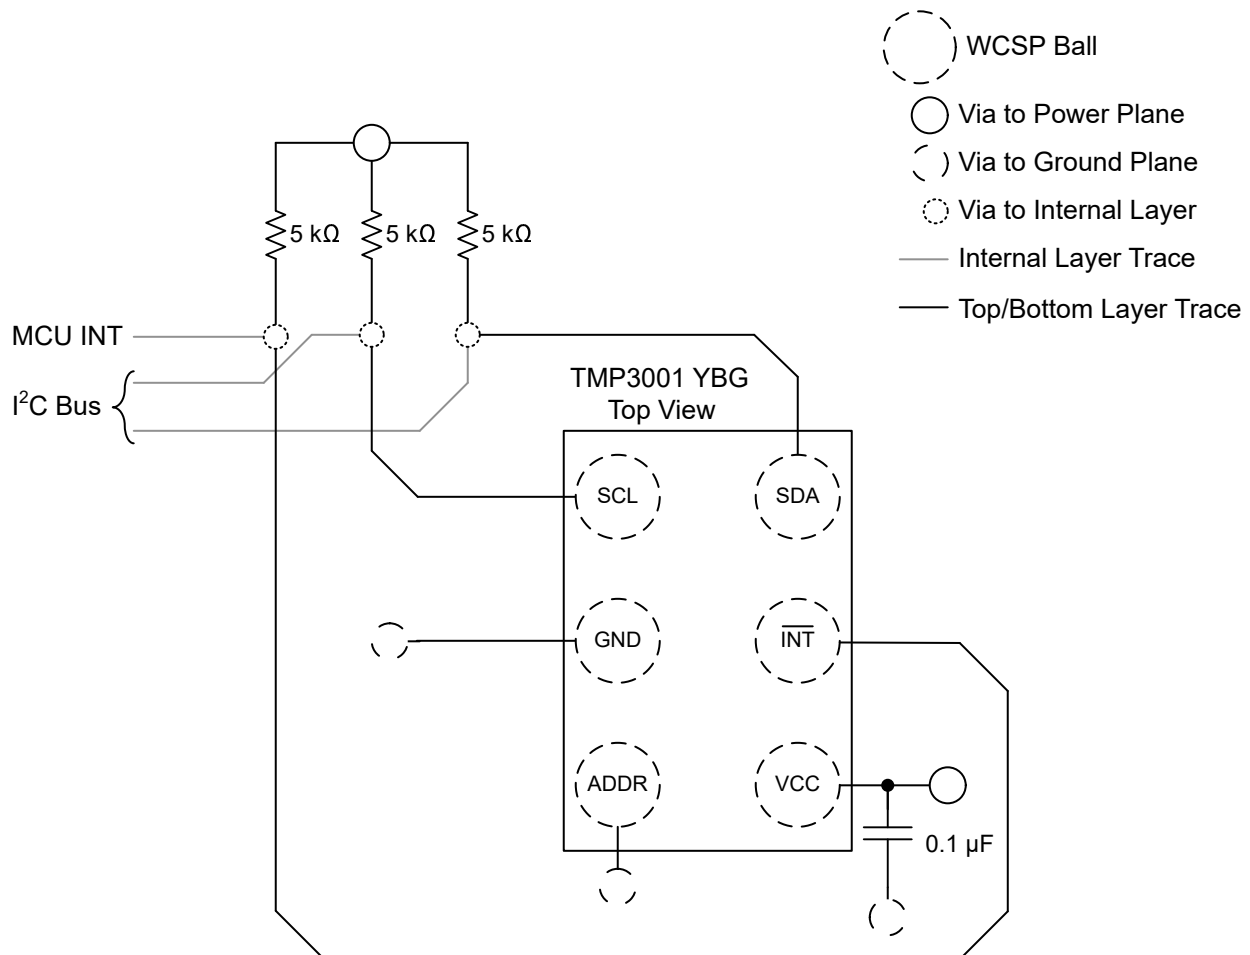 WCSP Ball
Via to Power Plane
Via to Ground Plane
Via to Internal Layer
Internal Layer Trace
Top/Bottom Layer Trace
5 kΩ 5 kΩ 5 kΩ
MCU INT
I²C Bus
TMP3001 YBG
Top View
SCL SDA
GND INT
ADDR VCC
0.1 µF